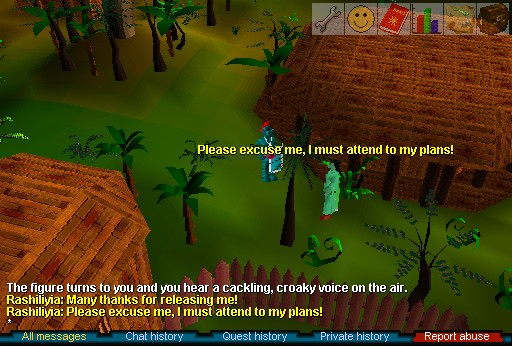 Please excuse me, I must attend to my plans!
The figure turns to you and you hear a cackling, croaky voice on the air.
Rashiliyia: Many thanks for releasing me!
Rashiliyia: Please excuse me, I must attend to my plans!
*
All messages
Chat history
Quest history
Private history
Report abuse